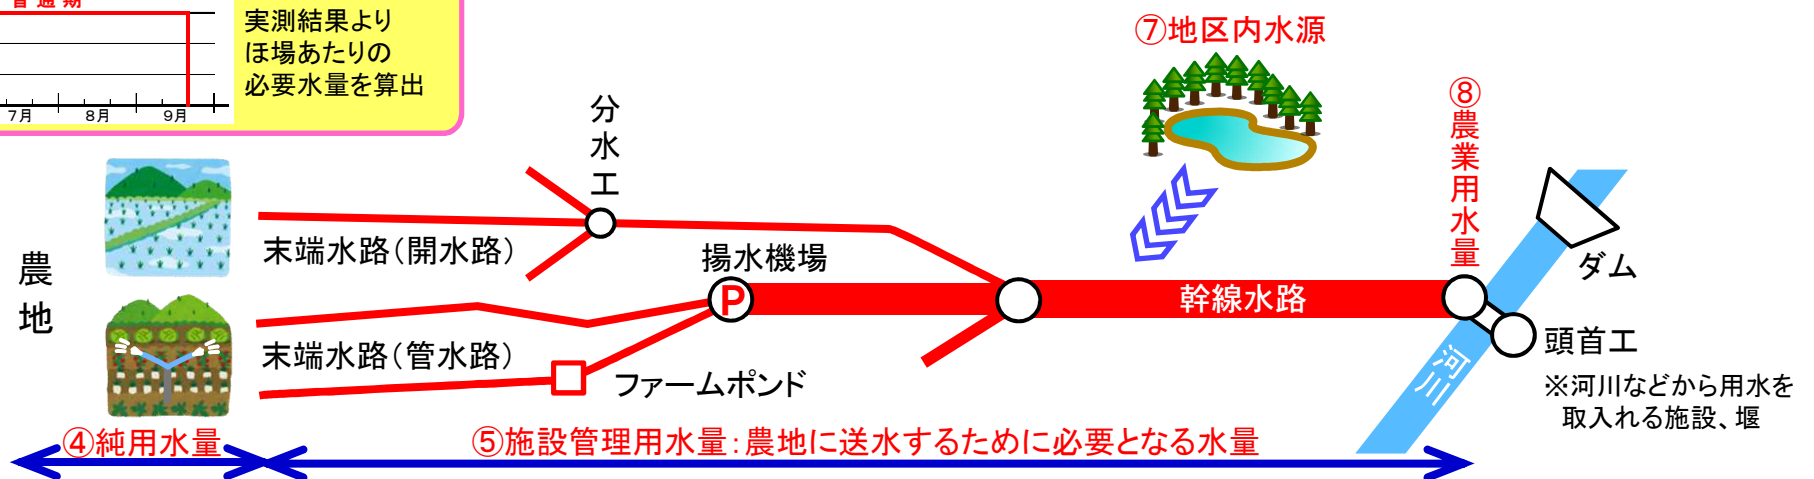 普通期
7月 8月 9月
実測結果より
ほ場あたりの
必要水量を算出
⑦地区内水源
分水工
⑧農業用水量
農地
末端水路（開水路）
揚水機場
P
幹線水路
ダム
頭首工
末端水路（管水路）
ファームポンド
河川
※河川などから用水を
取入れる施設、堰
④純用水量
⑤施設管理用水量：農地に送水するために必要となる水量